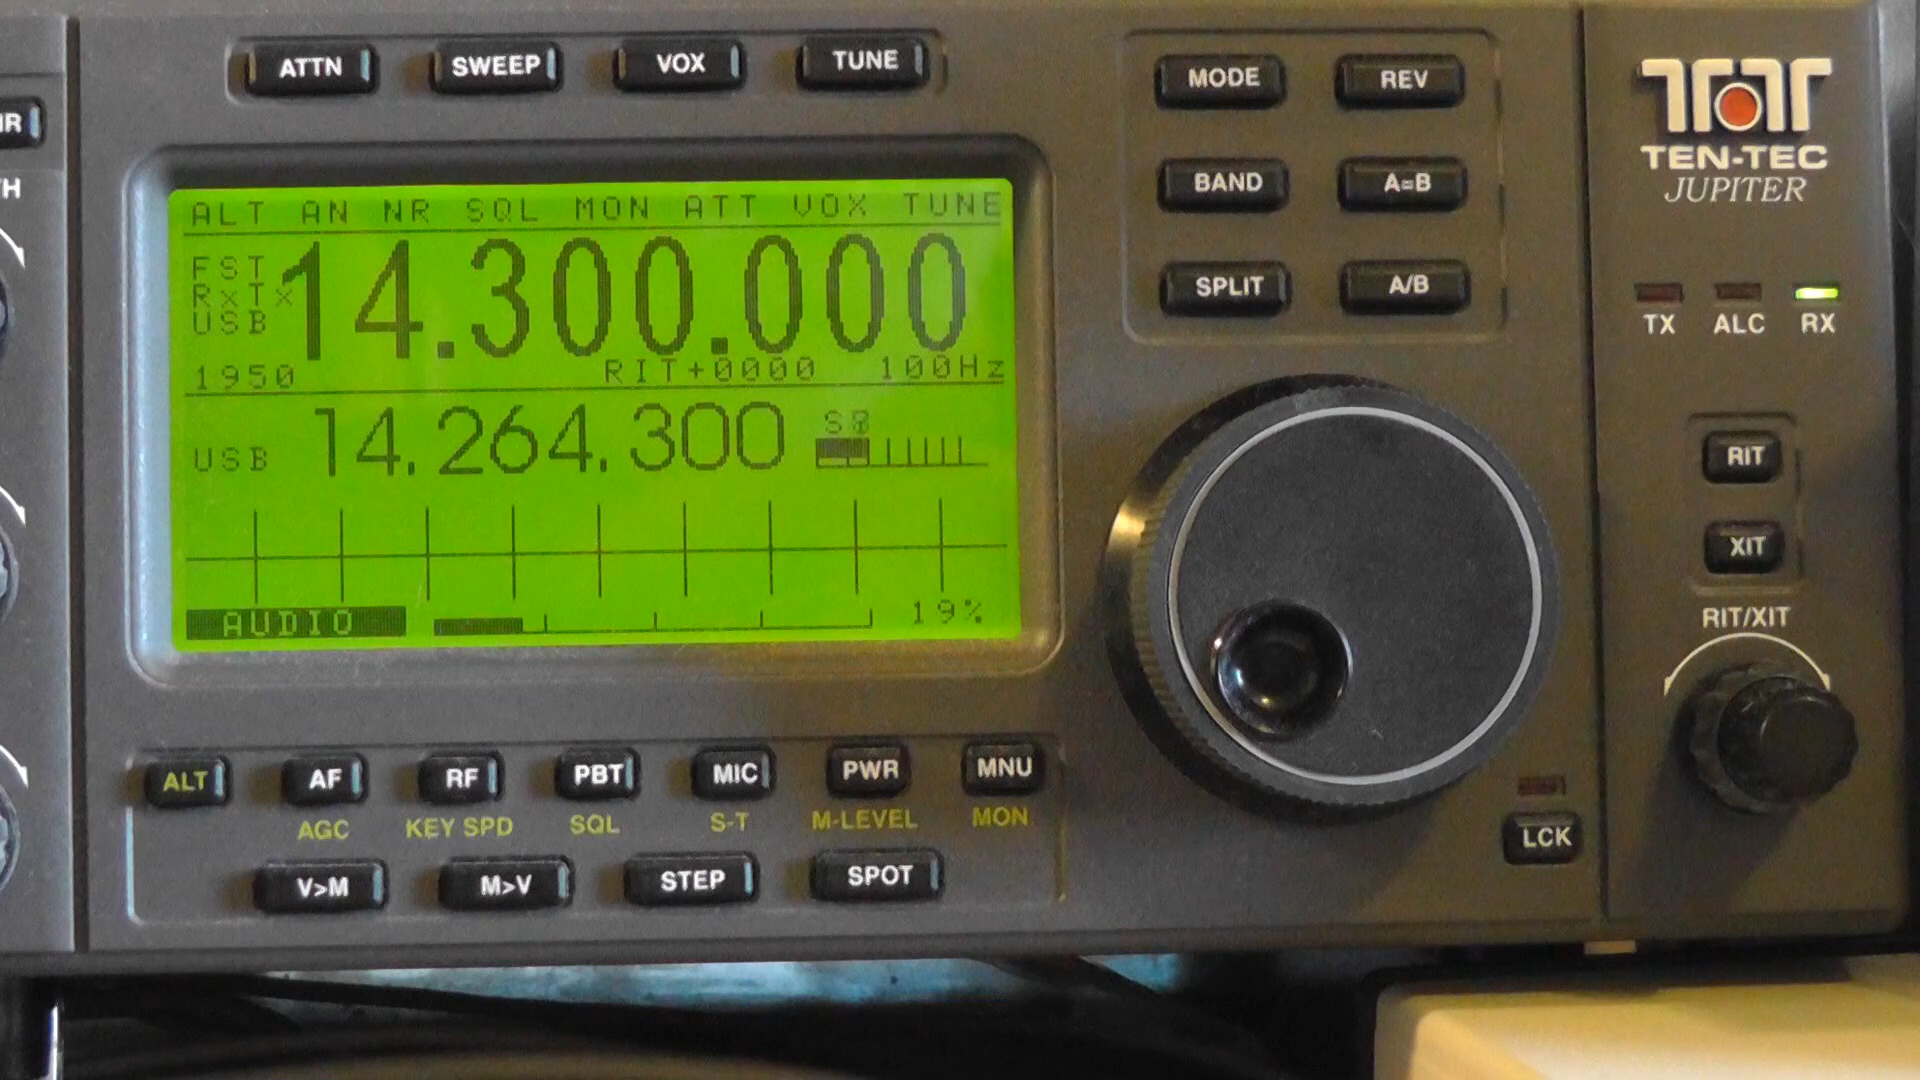 ATTN SWEEP VOX TUNE
MODE REV
BAND A=B
SPLIT A/B
TEN-TEC
JUPITER
TX ALC RX
ALT AN NR SQL MON ATT VOX TUNE
FST
RxTx
USB
14.300.000
1950 RIT+0000 100Hz
USB 14.264.300
AUDIO 19%
RIT
XIT
RIT/XIT
LCK
ALT AF RF PBT MIC PWR MNU
AGC KEY SPD SQL S-T M-LEVEL MON
V>M M>V STEP SPOT